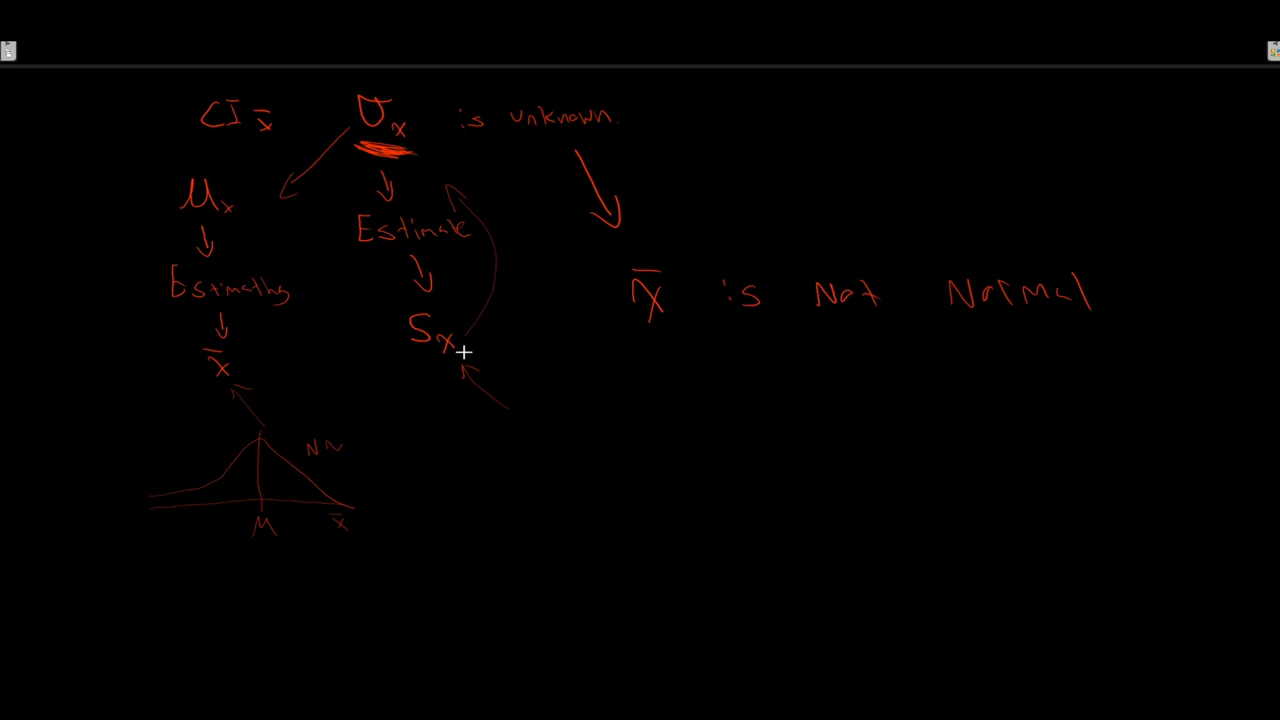 CI x̄ σx is unknown.
μx
Estimate
Estimating
Sx
x̄ is Not Normal
x̄
N~
M x̄